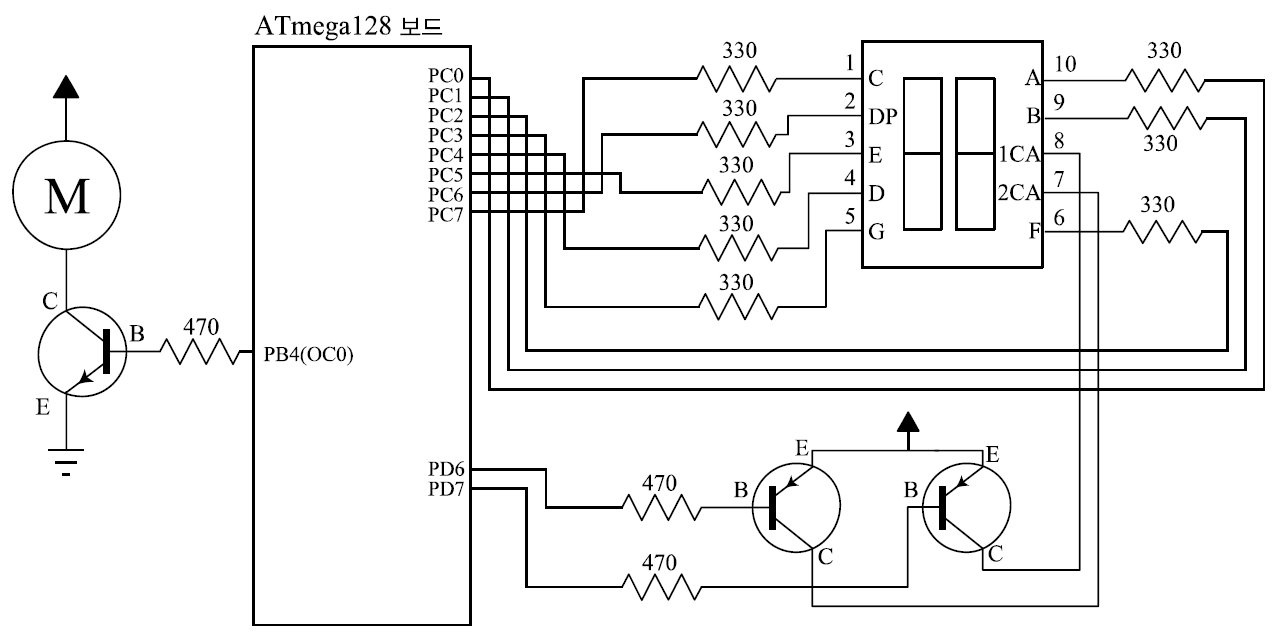 ATmega128 보드
PC0
PC1
PC2
PC3
PC4
PC5
PC6
PC7
330
330
330
330
330
1
2
3
4
5
C
DP
E
D
G
A
B
1CA
2CA
F
10
9
8
7
6
330
330
330
M
C
B
E
470
PB4(OC0)
PD6
PD7
470
470
B
E
C
B
E
C